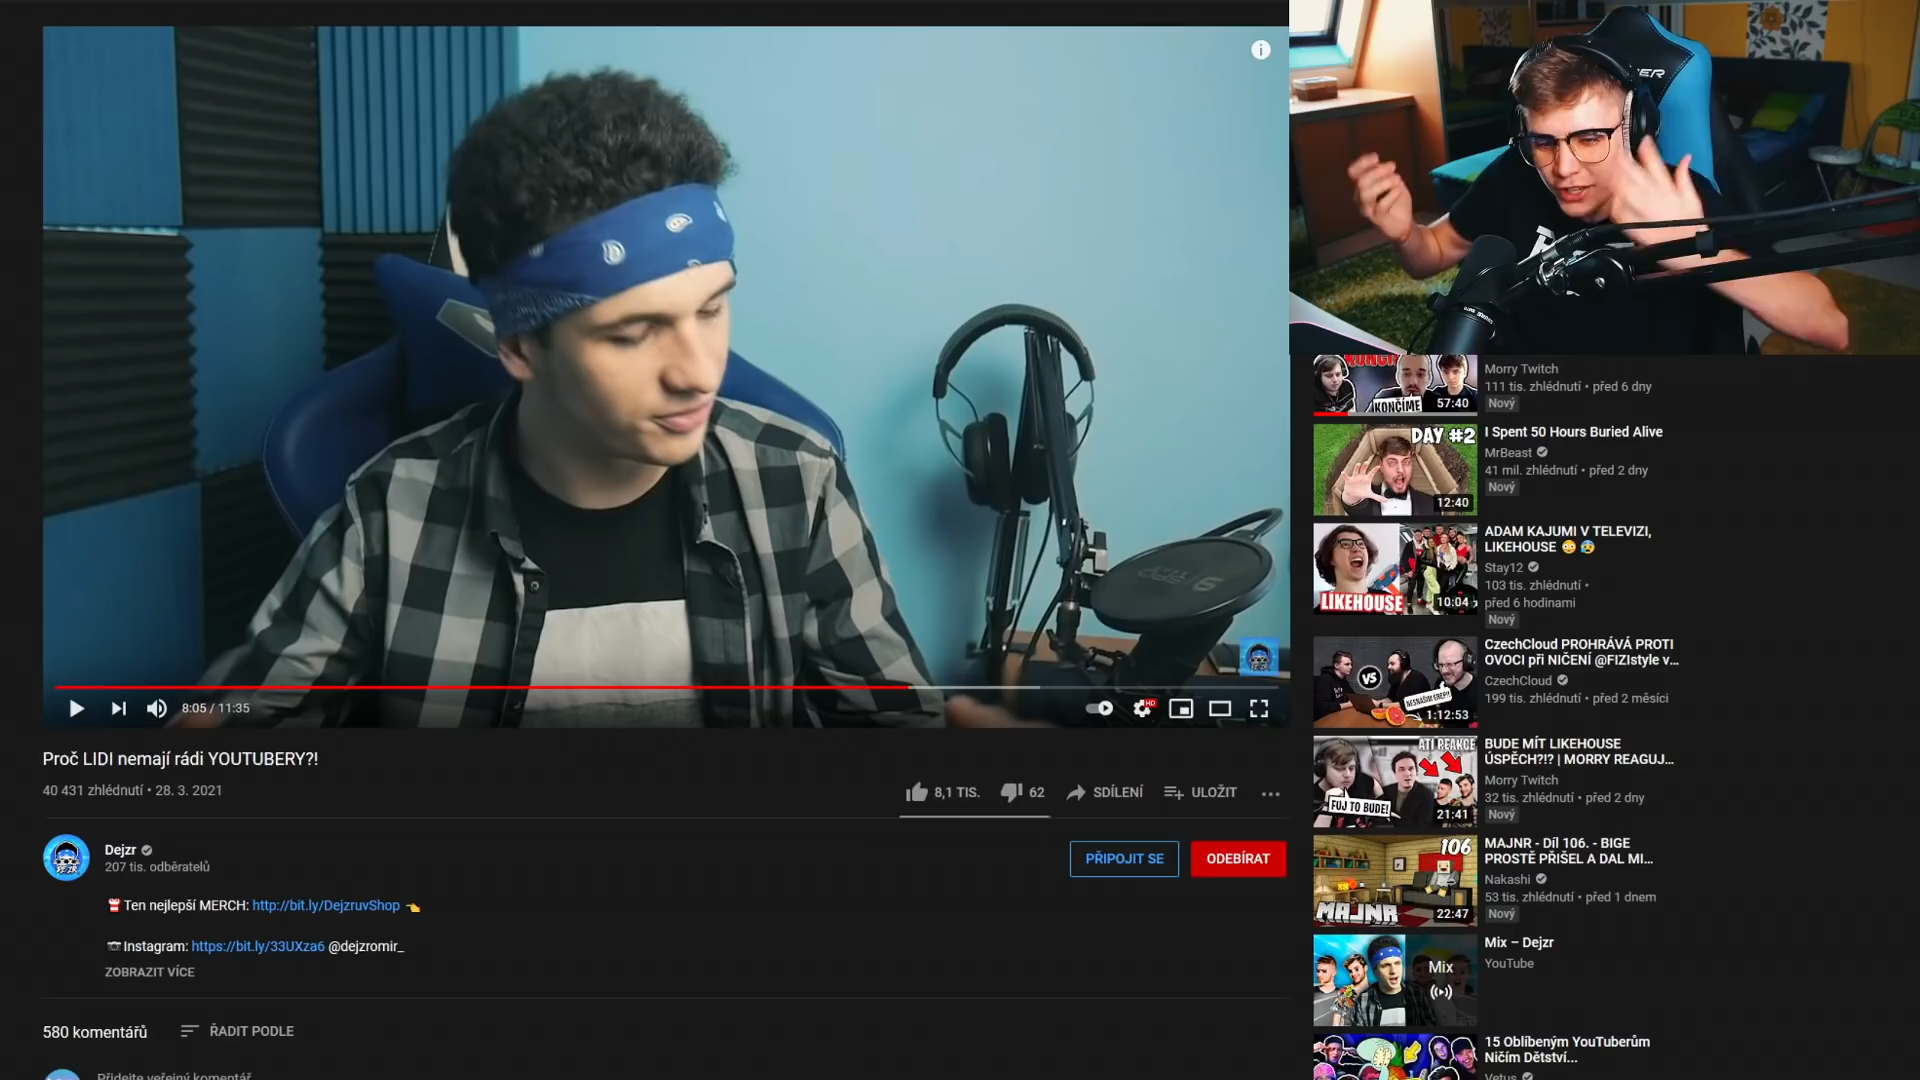 8:05 / 11:35
HD
Proč LIDI nemají rádi YOUTUBERY?!
40 431 zhlédnutí • 28. 3. 2021
8,1 TIS.
62
SDÍLENÍ
ULOŽIT
Dejzr
207 tis. odběratelů
PŘIPOJIT SE
ODEBÍRAT
Ten nejlepší MERCH: http://bit.ly/DejzruvShop
Instagram: https://bit.ly/33UXza6 @dejzromir_
ZOBRAZIT VÍCE
580 komentářů
ŘADIT PODLE
Přidejte veřejný komentář
KONČÍME
57:40
Morry Twitch
111 tis. zhlédnutí • před 6 dny
Nový
DAY #2
12:40
I Spent 50 Hours Buried Alive
MrBeast
41 mil. zhlédnutí • před 2 dny
Nový
LIKEHOUSE
10:04
ADAM KAJUMI V TELEVIZI,
LIKEHOUSE 😳 😰
Stay12
103 tis. zhlédnutí •
před 6 hodinami
Nový
VS
1:12:53
CzechCloud PROHRÁVÁ PROTI
OVOCI při NIČENÍ @FIZIstyle v...
CzechCloud
199 tis. zhlédnutí • před 2 měsíci
ATI REAKCE
FUJ TO BUDE!
21:41
BUDE MÍT LIKEHOUSE
ÚSPĚCH?!? | MORRY REAGUJ...
Morry Twitch
32 tis. zhlédnutí • před 2 dny
Nový
106
MAJNR
22:47
MAJNR - Díl 106. - BIGE
PROSTĚ PŘIŠEL A DAL MI...
Nakashi
53 tis. zhlédnutí • před 1 dnem
Nový
Mix
Mix – Dejzr
YouTube
15 Oblíbeným YouTuberům
Ničím Dětství...
Vetus